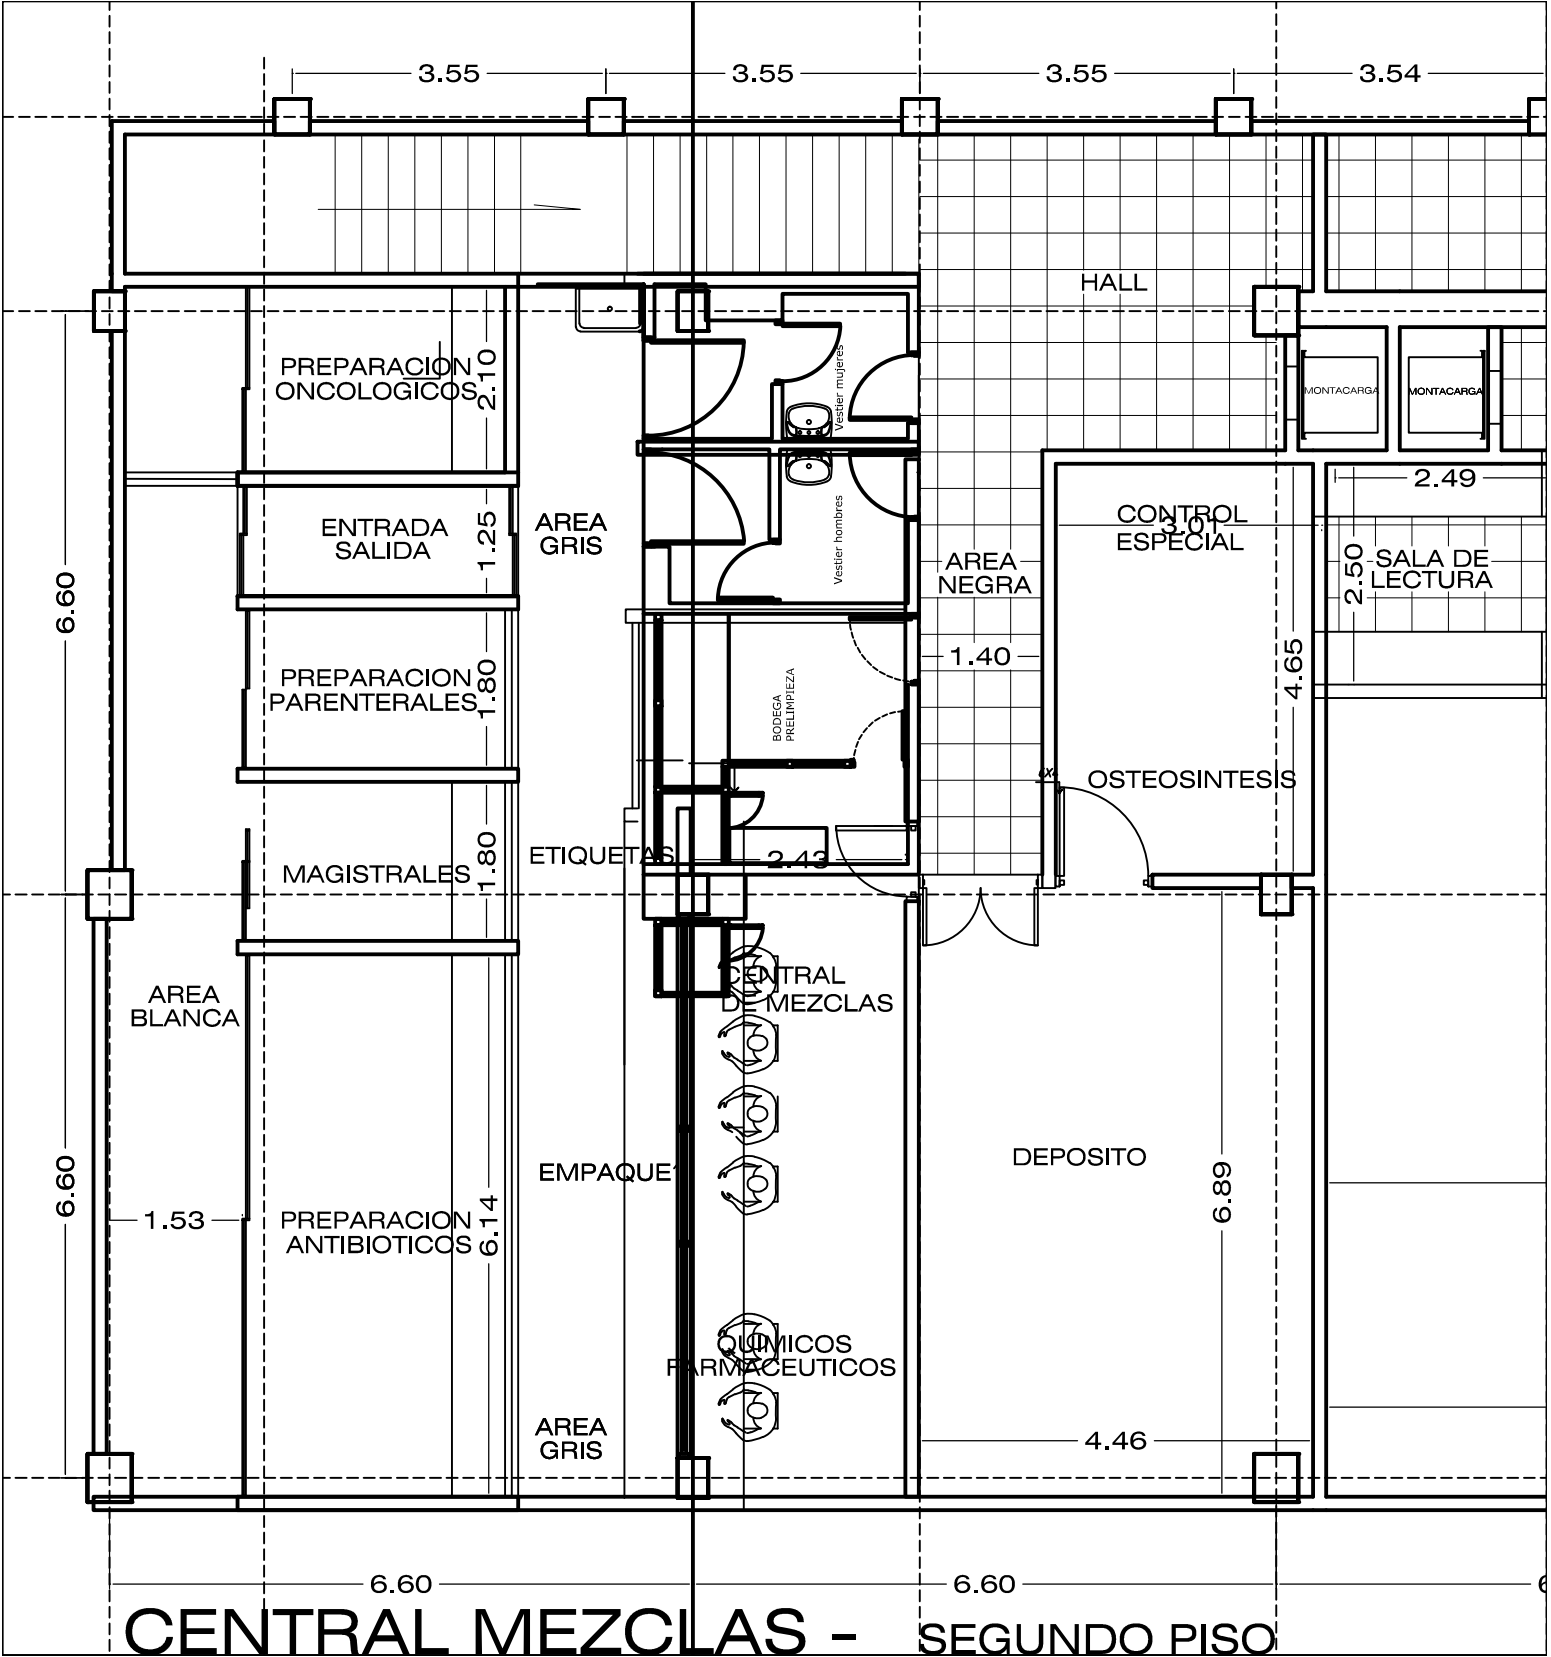 3.55
3.55
3.55
3.54
HALL
PREPARACION
ONCOLOGICOS
2.10
Vestier mujeres
MONTACARGA
MONTACARGA
2.49
ENTRADA
SALIDA
1.25
AREA
GRIS
Vestier hombres
AREA
NEGRA
CONTROL
ESPECIAL
3.01
SALA DE
LECTURA
2.50
6.60
PREPARACION
PARENTERALES
1.80
BODEGA
PRELIMPIEZA
1.40
4.65
OSTEOSINTESIS
MAGISTRALES
1.80
ETIQUETAS
2.43
AREA
BLANCA
CENTRAL
DE MEZCLAS
6.60
1.53
PREPARACION
ANTIBIOTICOS
6.14
EMPAQUE
DEPOSITO
6.89
QUIMICOS
FARMACEUTICOS
AREA
GRIS
4.46
6.60
6.60
CENTRAL MEZCLAS - SEGUNDO PISO